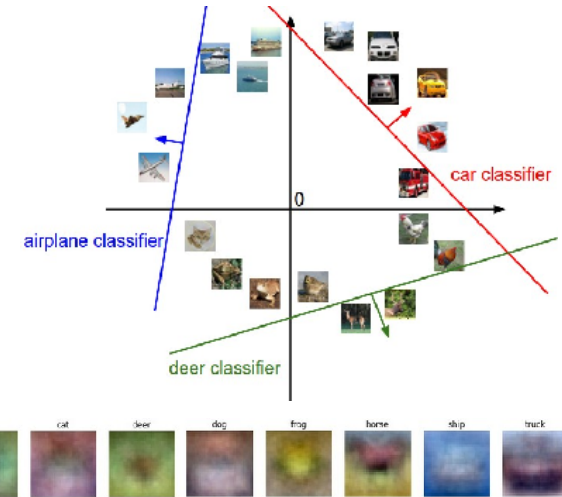 0
car classifier
airplane classifier
deer classifier
cat deer dog frog horse ship truck